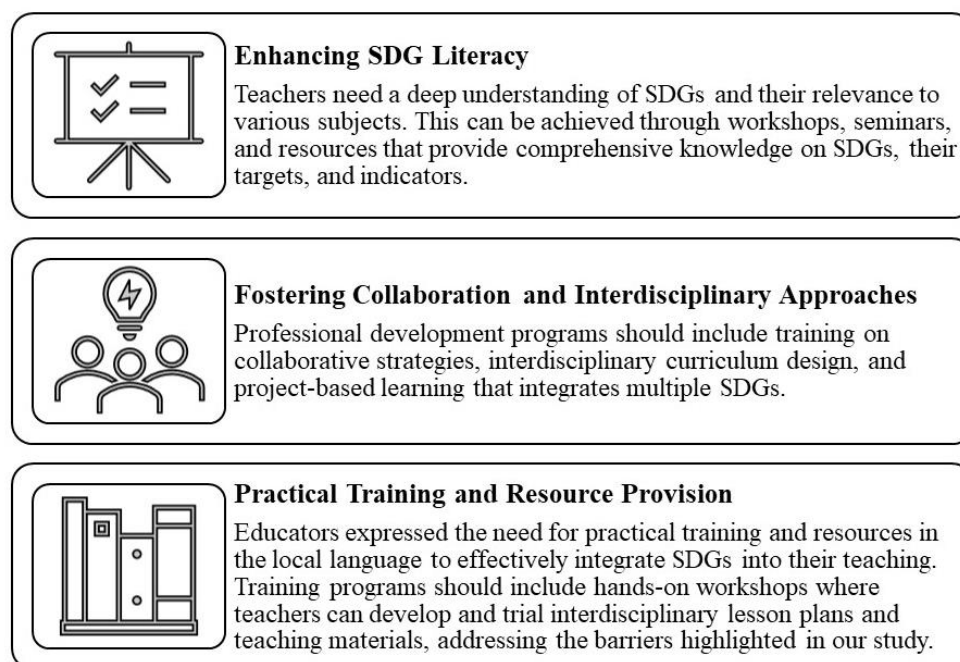 Enhancing SDG Literacy
Teachers need a deep understanding of SDGs and their relevance to
various subjects. This can be achieved through workshops, seminars,
and resources that provide comprehensive knowledge on SDGs, their
targets, and indicators.
Fostering Collaboration and Interdisciplinary Approaches
Professional development programs should include training on
collaborative strategies, interdisciplinary curriculum design, and
project-based learning that integrates multiple SDGs.
Practical Training and Resource Provision
Educators expressed the need for practical training and resources in
the local language to effectively integrate SDGs into their teaching.
Training programs should include hands-on workshops where
teachers can develop and trial interdisciplinary lesson plans and
teaching materials, addressing the barriers highlighted in our study.